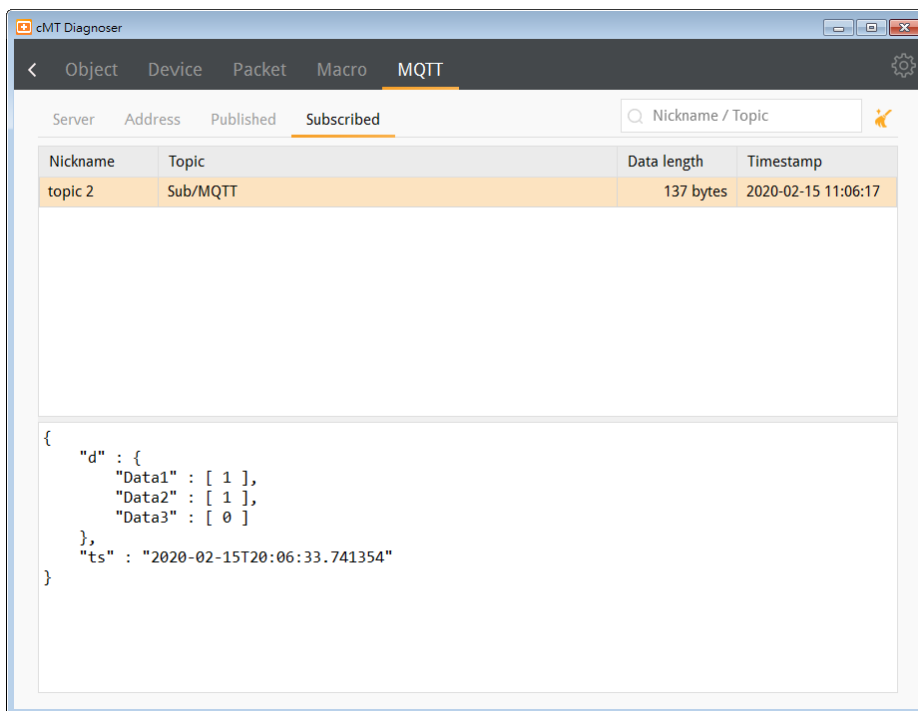 cMT Diagnoser
Object Device Packet Macro MQTT
Server Address Published Subscribed Nickname / Topic
Nickname Topic Data length Timestamp
topic 2 Sub/MQTT 137 bytes 2020-02-15 11:06:17
{
"d" : {
"Data1" : [ 1 ],
"Data2" : [ 1 ],
"Data3" : [ 0 ]
},
"ts" : "2020-02-15T20:06:33.741354"
}